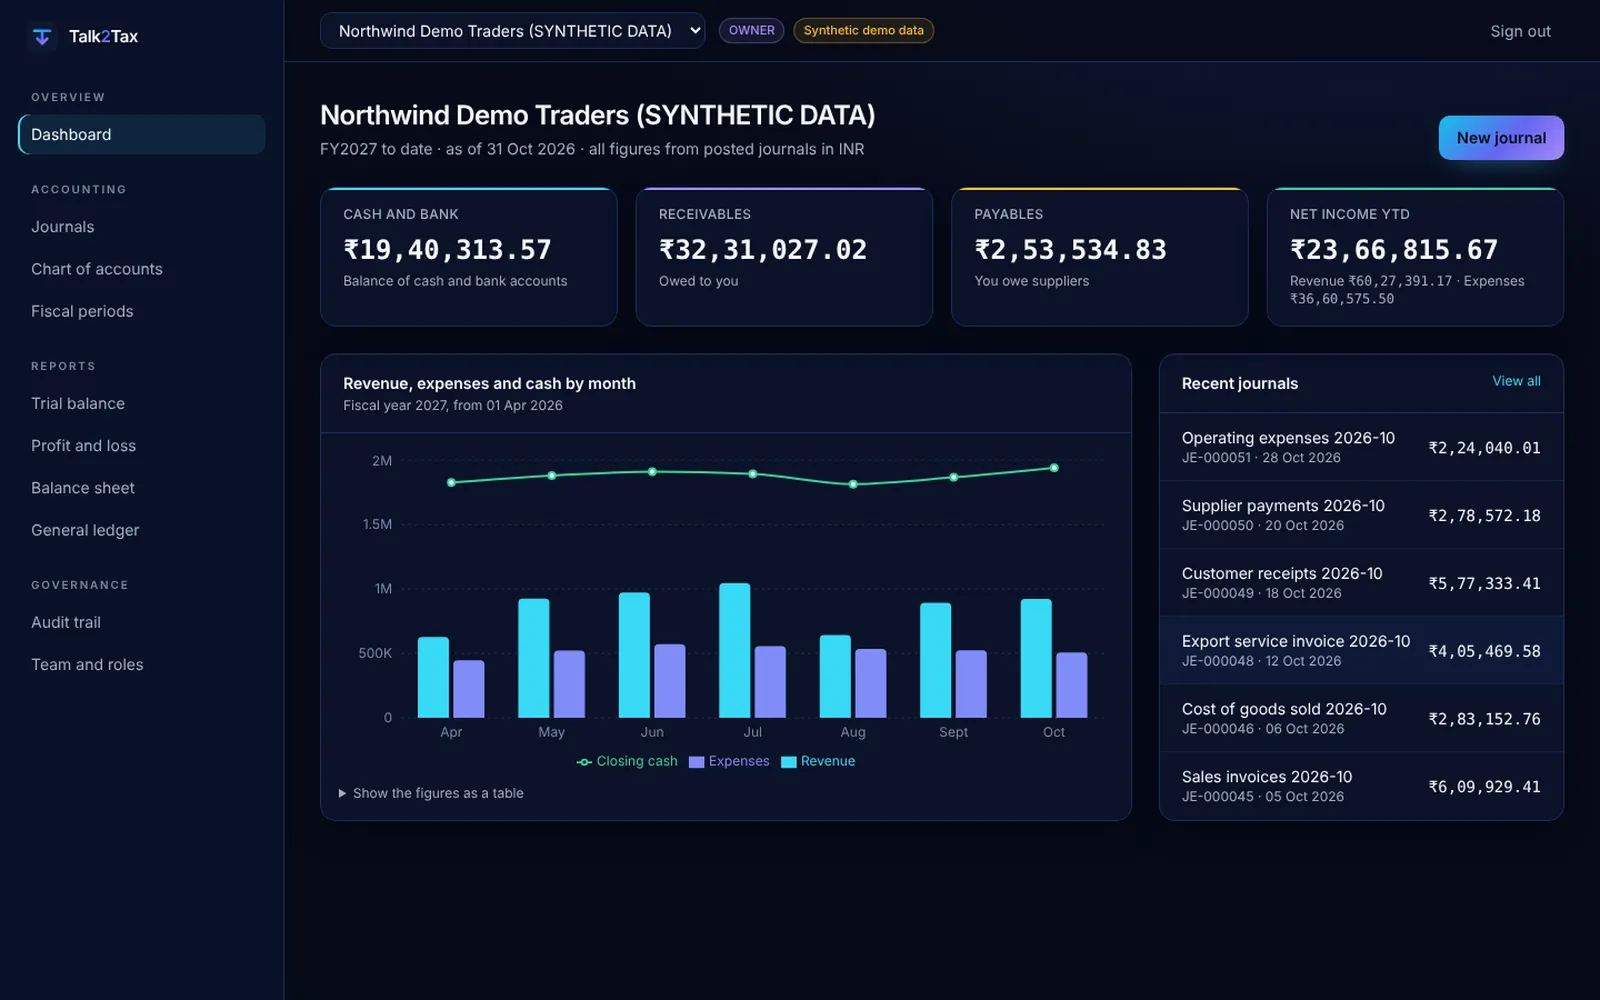 Talk2Tax
Northwind Demo Traders (SYNTHETIC DATA)
OWNER
Synthetic demo data
Sign out
OVERVIEW
Dashboard
ACCOUNTING
Journals
Chart of accounts
Fiscal periods
REPORTS
Trial balance
Profit and loss
Balance sheet
General ledger
GOVERNANCE
Audit trail
Team and roles
Northwind Demo Traders (SYNTHETIC DATA)
FY2027 to date · as of 31 Oct 2026 · all figures from posted journals in INR
New journal
CASH AND BANK
₹19,40,313.57
Balance of cash and bank accounts
RECEIVABLES
₹32,31,027.02
Owed to you
PAYABLES
₹2,53,534.83
You owe suppliers
NET INCOME YTD
₹23,66,815.67
Revenue ₹60,27,391.17 · Expenses
₹36,60,575.50
Revenue, expenses and cash by month
Fiscal year 2027, from 01 Apr 2026
2M
1.5M
1M
500K
0
Apr May Jun Jul Aug Sept Oct
Closing cash Expenses Revenue
Show the figures as a table
Recent journals
View all
Operating expenses 2026-10
JE-000051 · 28 Oct 2026
₹2,24,040.01
Supplier payments 2026-10
JE-000050 · 20 Oct 2026
₹2,78,572.18
Customer receipts 2026-10
JE-000049 · 18 Oct 2026
₹5,77,333.41
Export service invoice 2026-10
JE-000048 · 12 Oct 2026
₹4,05,469.58
Cost of goods sold 2026-10
JE-000046 · 06 Oct 2026
₹2,83,152.76
Sales invoices 2026-10
JE-000045 · 05 Oct 2026
₹6,09,929.41